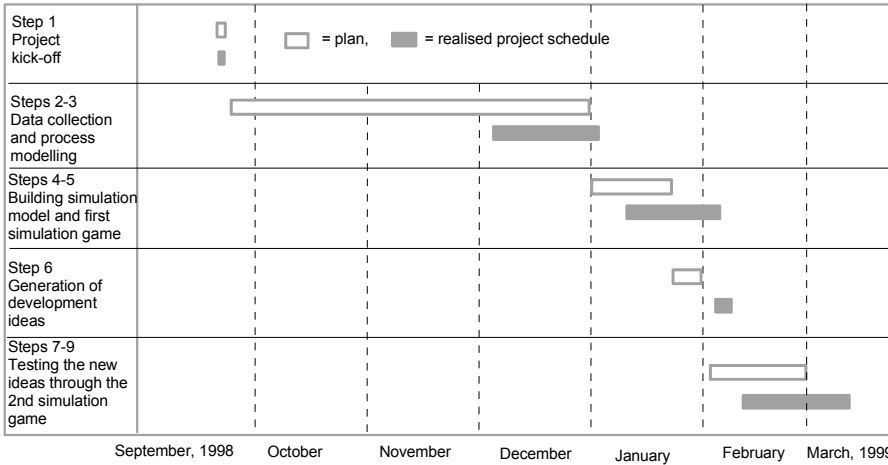 Step 1
Project
kick-off
= plan,
= realised project schedule
Steps 2-3
Data collection
and process
modelling
Steps 4-5
Building simulation
model and first
simulation game
Step 6
Generation of
development
ideas
Steps 7-9
Testing the new
ideas through the
2nd simulation
game
September, 1998 October November December January February March, 1999